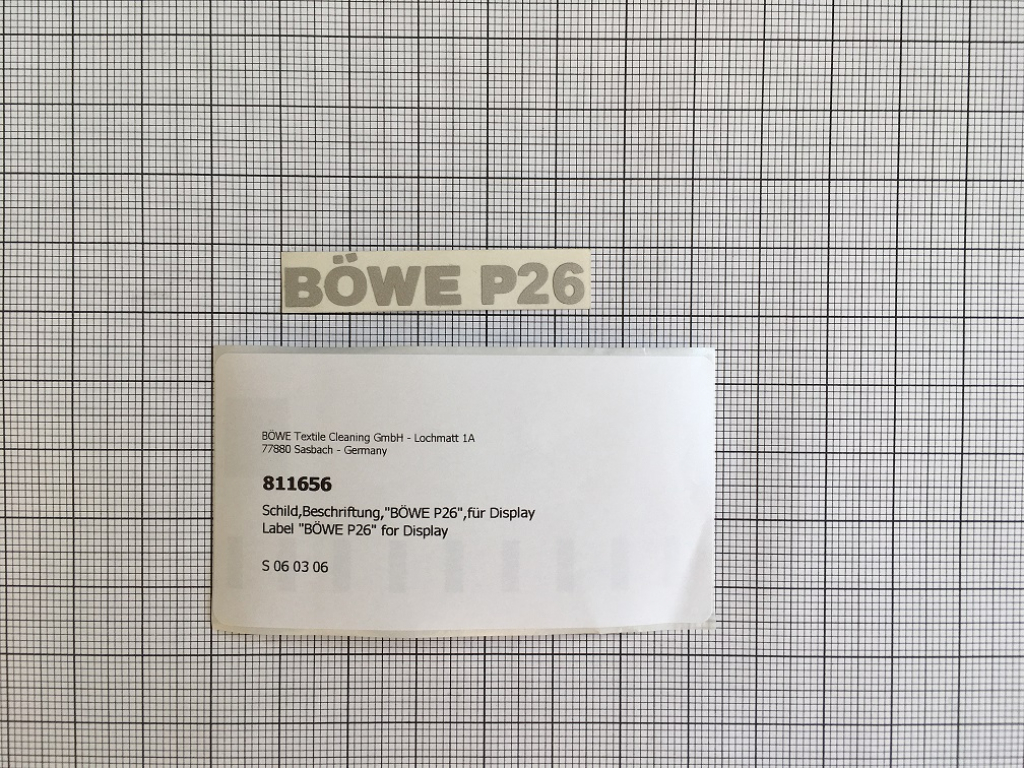 BÖWE P26
BÖWE Textile Cleaning GmbH - Lochmatt 1A
77880 Sasbach - Germany
811656
Schild,Beschriftung,"BÖWE P26",für Display
Label "BÖWE P26" for Display
S 06 03 06